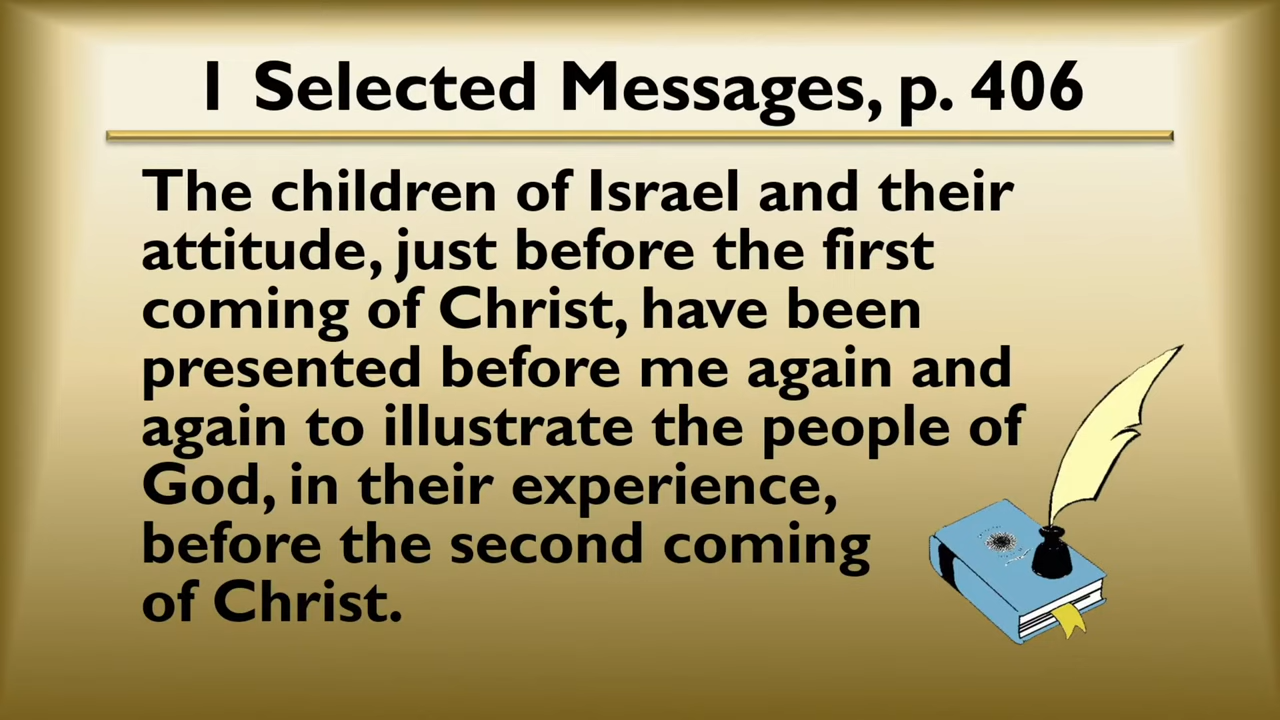 1 Selected Messages, p. 406
The children of Israel and their
attitude, just before the first
coming of Christ, have been
presented before me again and
again to illustrate the people of
God, in their experience,
before the second coming
of Christ.